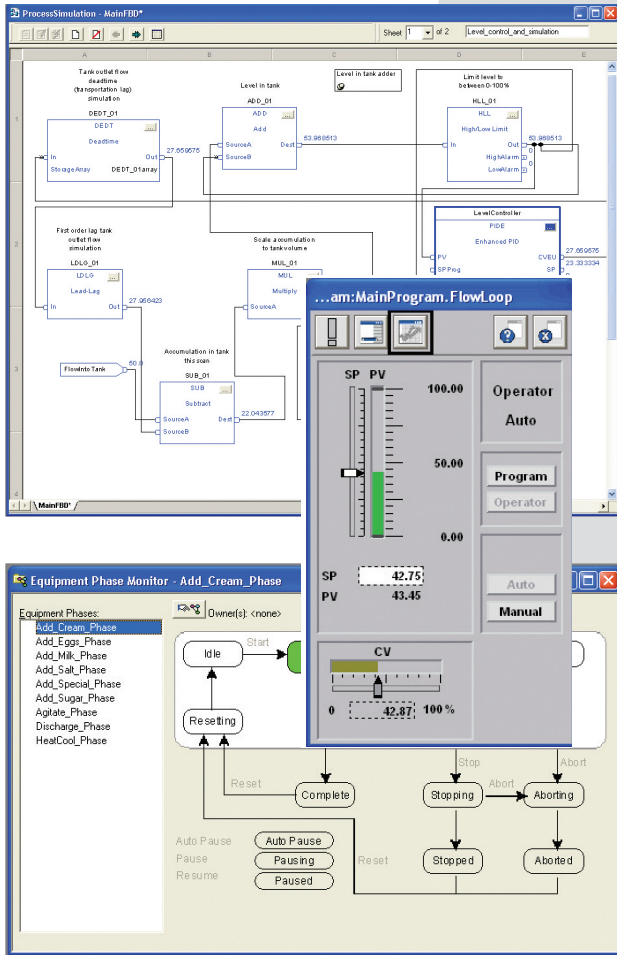 ProcessSimulation - MainFBD*
Sheet 1 of 2 Level_control_and_simulation
A B C D E
1
Tank outlet flow
deadtime
(transportation lag)
simulation
DEDT_01
DEDT
...
Deadtime
In Out 27.659575
StorageArray DEDT_01array
Level in tank
ADD_01
ADD
...
Add
SourceA Dest 53.968513
SourceB
Level in tank adder
Limit level to
between 0-100%
HLL_01
HLL
...
High/Low Limit
In Out 53.968513
HighAlarm 0
LowAlarm 0
2
First order lag tank
outlet flow
simulation
LDLG_01
LDLG
...
Lead-Lag
In Out 27.956423
Scale accumulation
to tank volume
MUL_01
MUL
...
Multiply
SourceA
LevelController
PIDE
...
Enhanced PID
PV CVEU 27.659575
SPProg SP 23.333334
3
FlowIntoTank 50.0
Accumulation in tank
this scan
SUB_01
SUB
...
Subtract
SourceA Dest 22.043577
SourceB
4
MainFBD*
...am:MainProgram.FlowLoop
SP PV
100.00
50.00
0.00
Operator
Auto
Program
Operator
SP 42.75
PV 43.45
Auto
Manual
CV
0 42.87 100%
Equipment Phase Monitor - Add_Cream_Phase
Equipment Phases:
Owner(s): <none>
Add_Cream_Phase
Add_Eggs_Phase
Add_Milk_Phase
Add_Salt_Phase
Add_Special_Phase
Add_Sugar_Phase
Agitate_Phase
Discharge_Phase
HeatCool_Phase
Idle
Start
Resetting
Reset
Complete
Stop
Stopping
Abort
Abort
Aborting
Auto Pause Auto Pause
Pause Pausing
Resume Paused
Reset
Stopped
Aborted